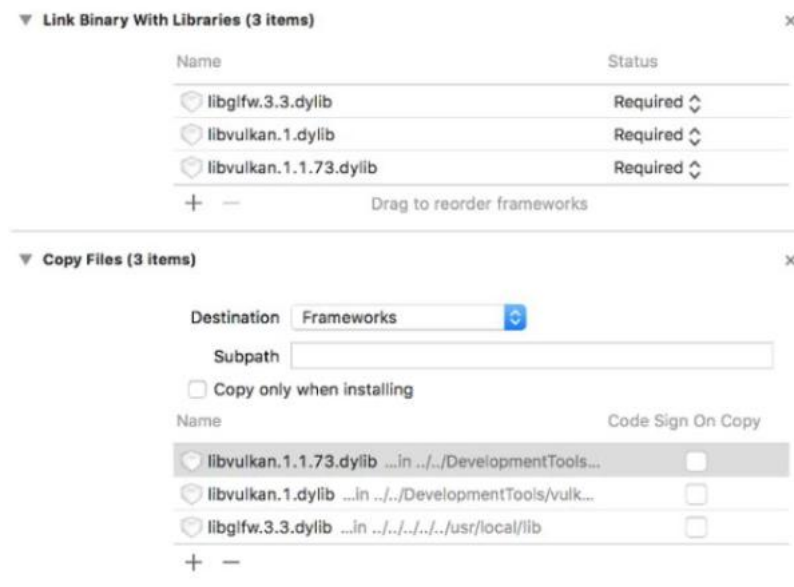 Link Binary With Libraries (3 items)
Name Status
libglfw.3.3.dylib Required
libvulkan.1.dylib Required
libvulkan.1.1.73.dylib Required
Drag to reorder frameworks
Copy Files (3 items)
Destination Frameworks
Subpath
Copy only when installing
Name Code Sign On Copy
libvulkan.1.1.73.dylib ...in ../../DevelopmentTools...
libvulkan.1.dylib ...in ../../DevelopmentTools/vulk...
libglfw.3.3.dylib ...in ../../../../../usr/local/lib